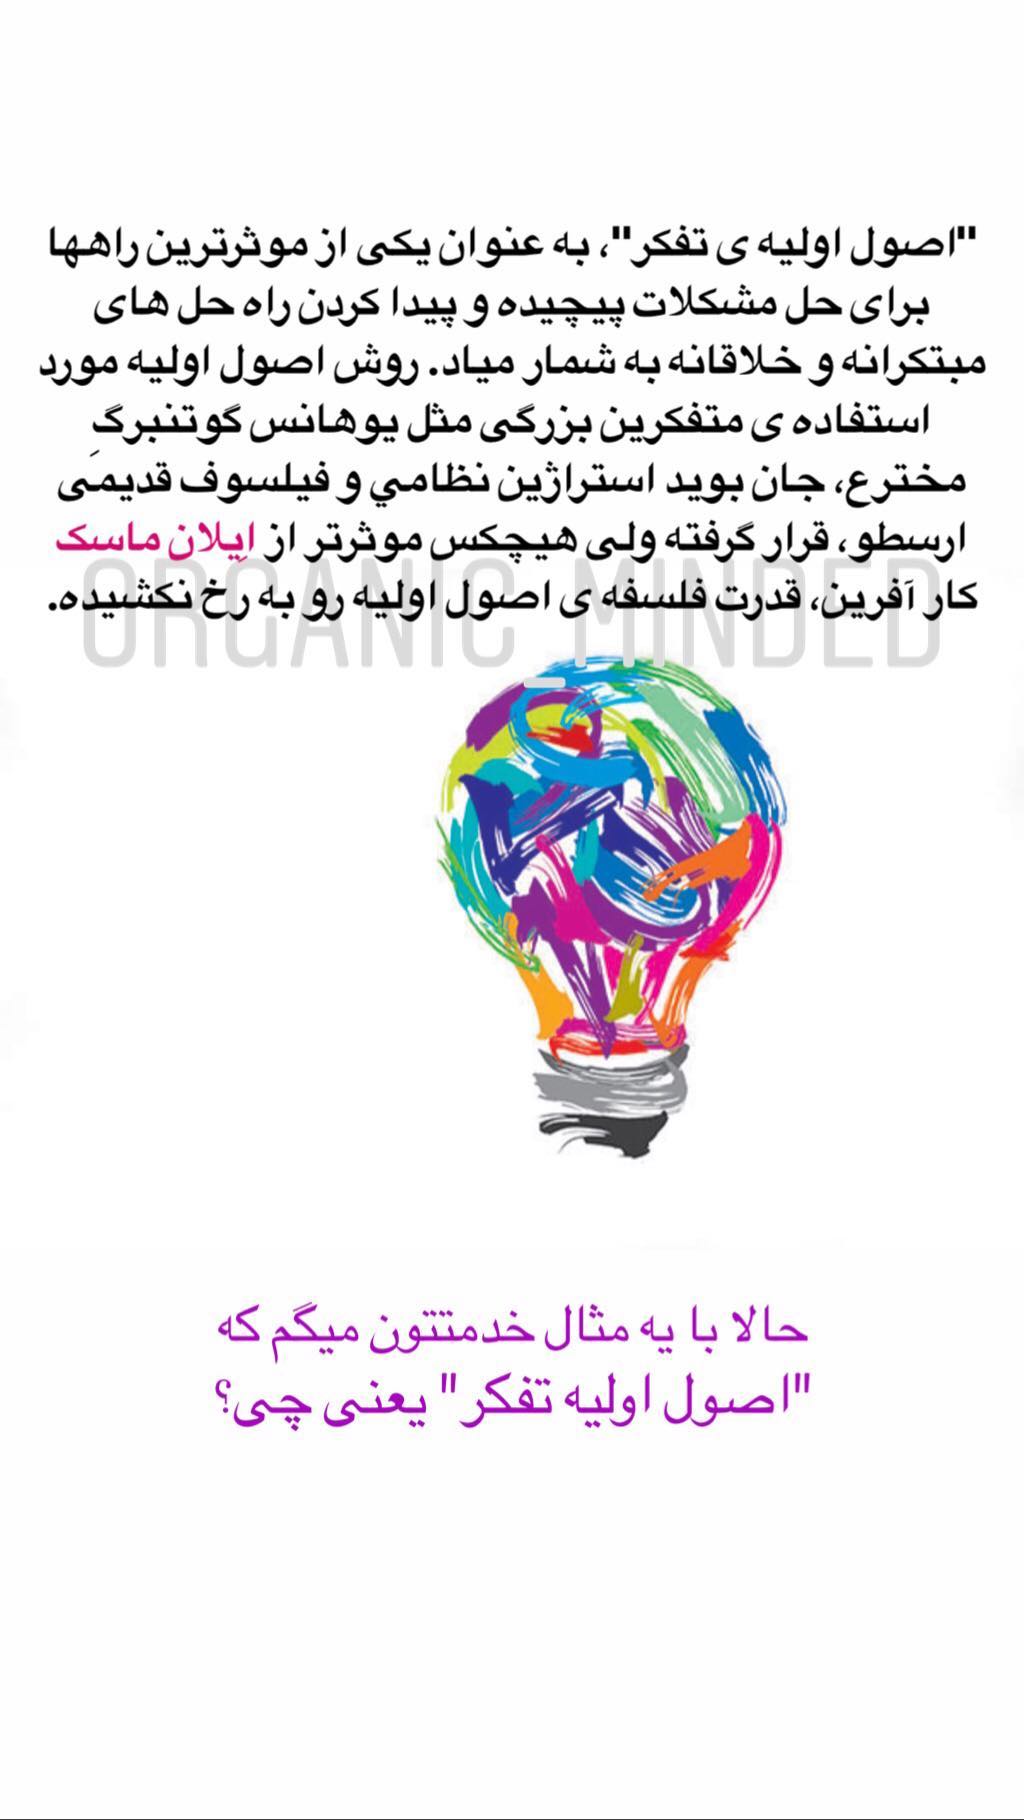 "اصول اولیه ی تفکر"، به عنوان یکی از موثرترین راهها
برای حل مشکلات پیچیده و پیدا کردن راه حل های
مبتکرانه و خلاقانه به شمار میاد. روش اصول اولیه مورد
استفاده ی متفکرین بزرگی مثل یوهانس گوتنبرگِ
مخترع، جان بوید استراژین نظامي و فیلسوف قدیمَی
ارسطو، قرار گرفته ولی هیچکس موثرتر از اِیلان ماسک
کار آفرین، قدرت فلسفه ی اصول اولیه رو به رخ نکشیده.
ORGANIC_MINDED
حالا با یه مثال خدمتتون میگم که
"اصول اولیه تفکر" یعنی چی؟